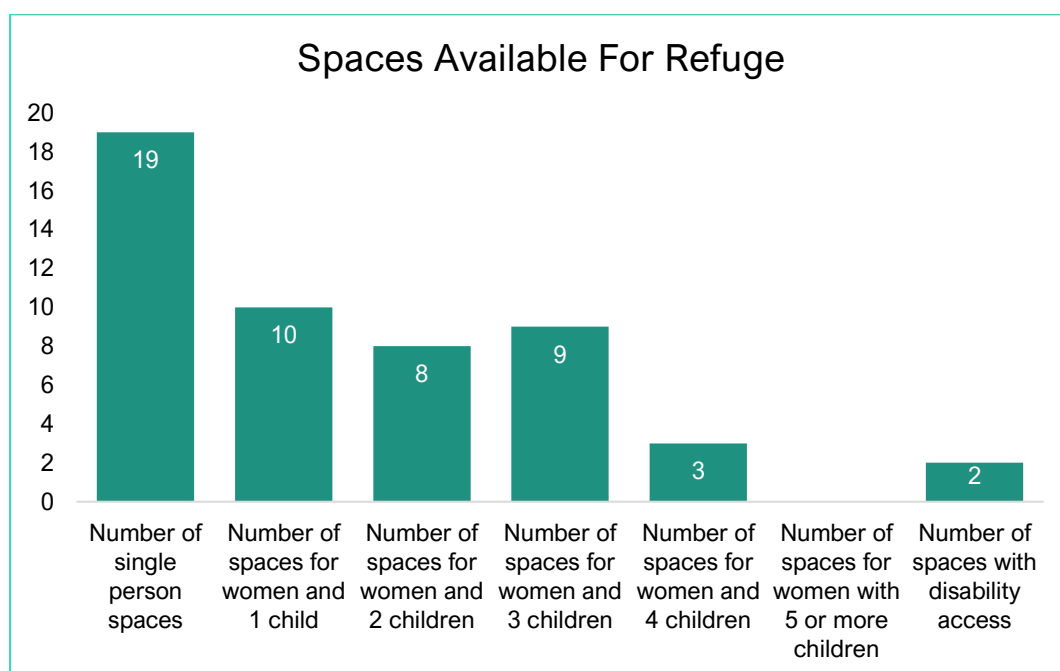 Spaces Available For Refuge
20
18
16
14
12
10
8
6
4
2
0
19
10
8
9
3
2
Number of
single
person
spaces
Number of
spaces for
women and
1 child
Number of
spaces for
women and
2 children
Number of
spaces for
women and
3 children
Number of
spaces for
women and
4 children
Number of
spaces for
women with
5 or more
children
Number of
spaces with
disability
access